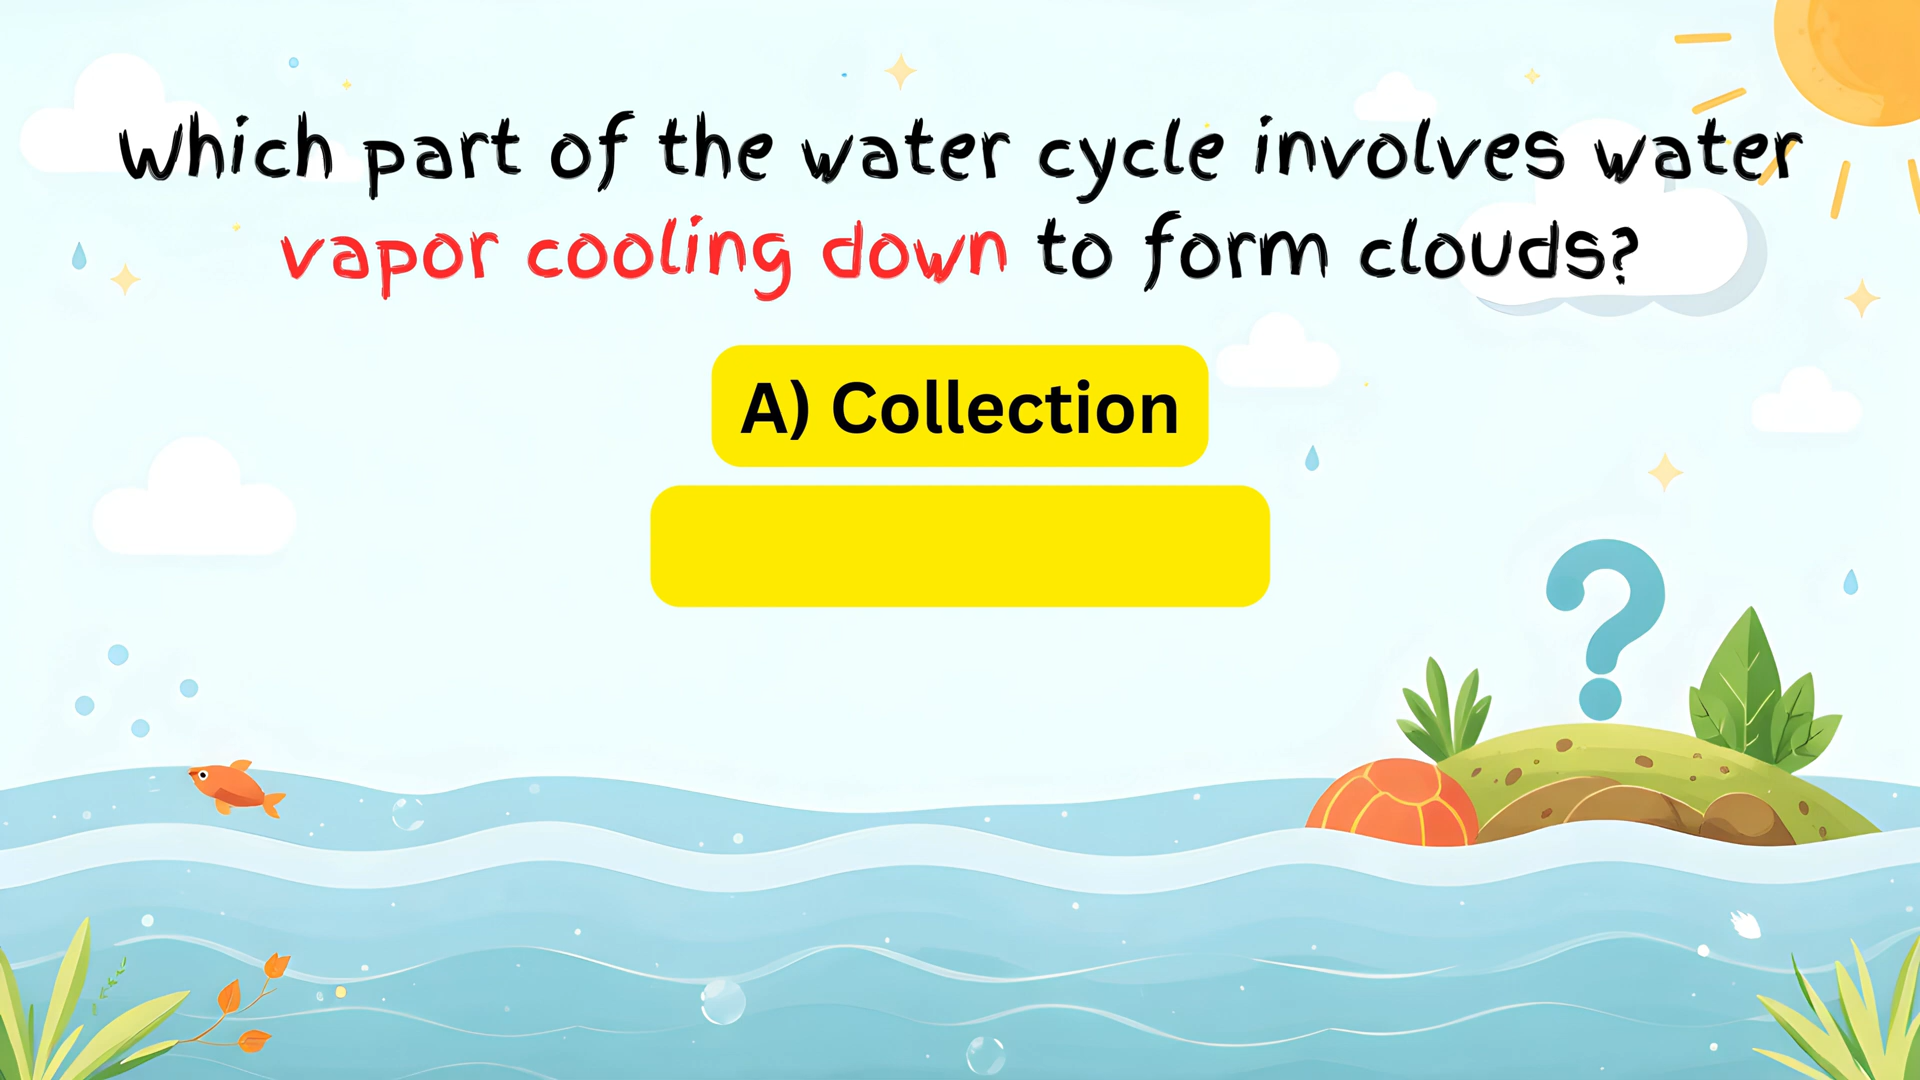 Which part of the water cycle involves water
vapor cooling down to form clouds?
A) Collection
?